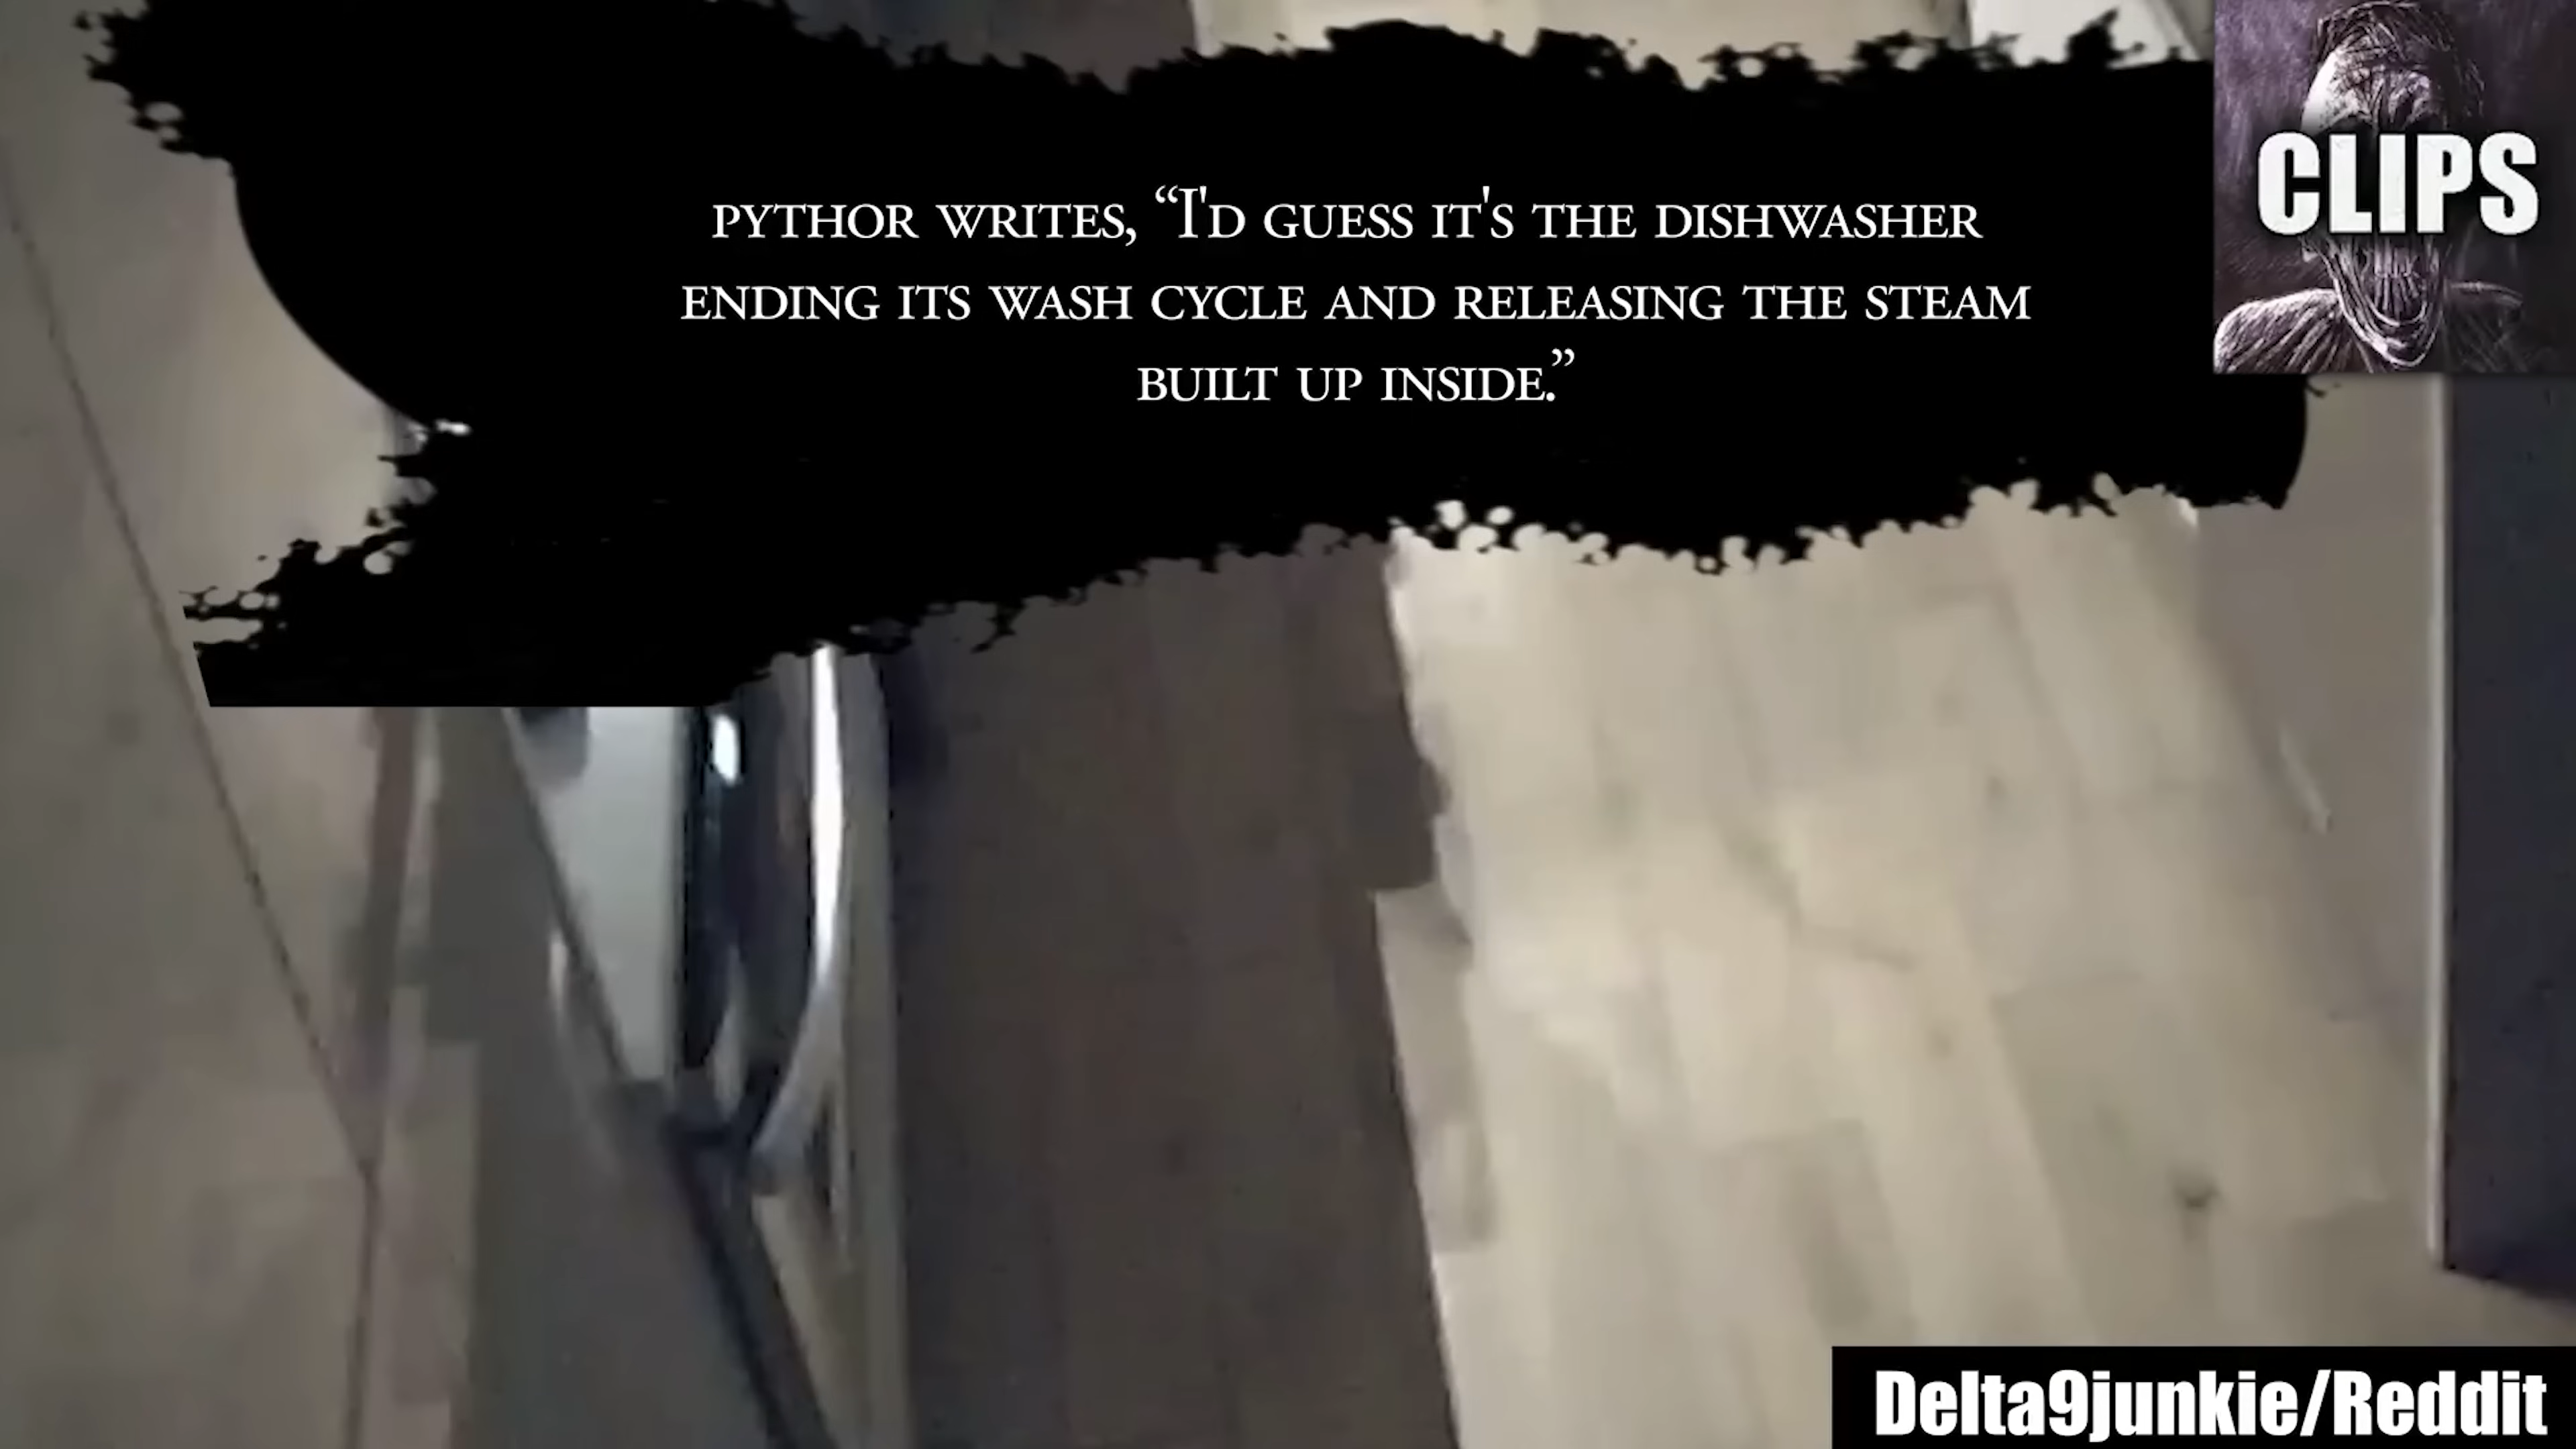 PYTHOR WRITES, “I'D GUESS IT'S THE DISHWASHER
ENDING ITS WASH CYCLE AND RELEASING THE STEAM
BUILT UP INSIDE.”
CLIPS
Delta9junkie/Reddit